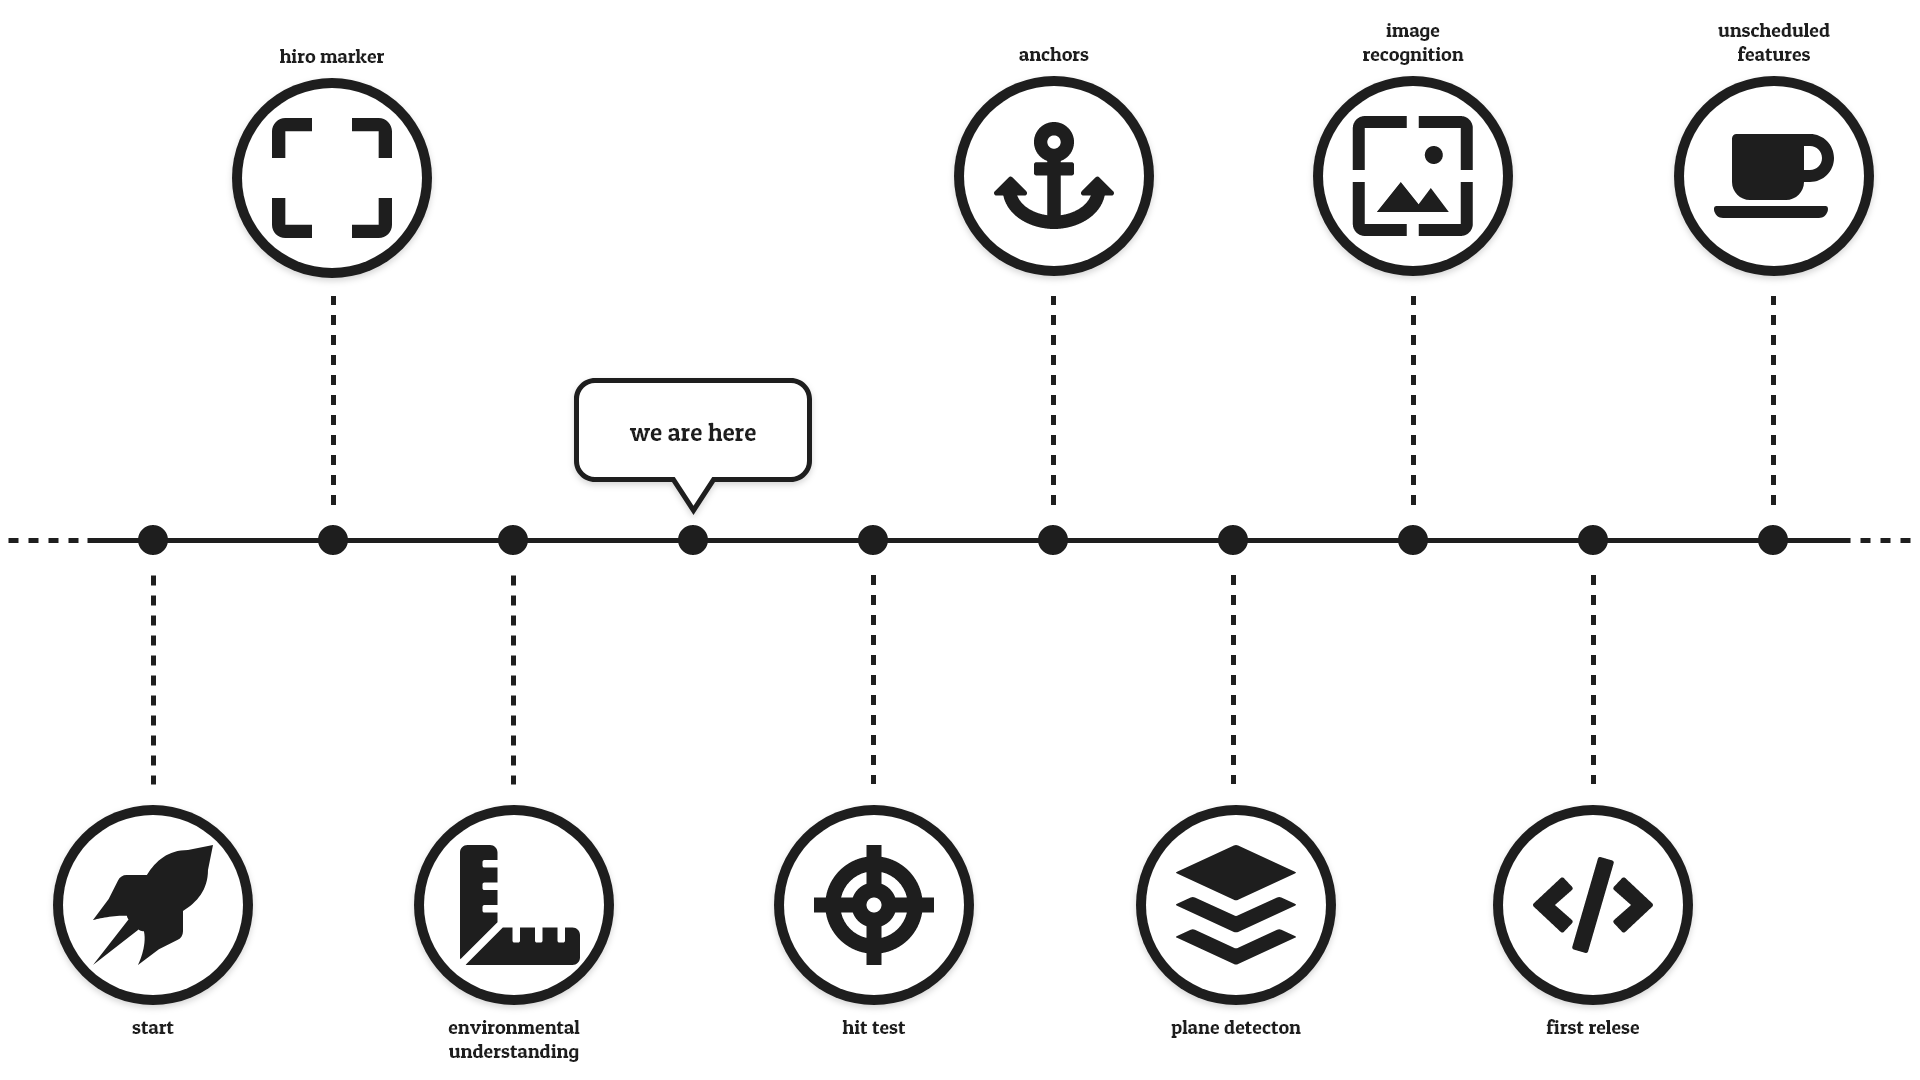 hiro marker
anchors
image
recognition
unscheduled
features
we are here
start
environmental
understanding
hit test
plane detecton
first relese